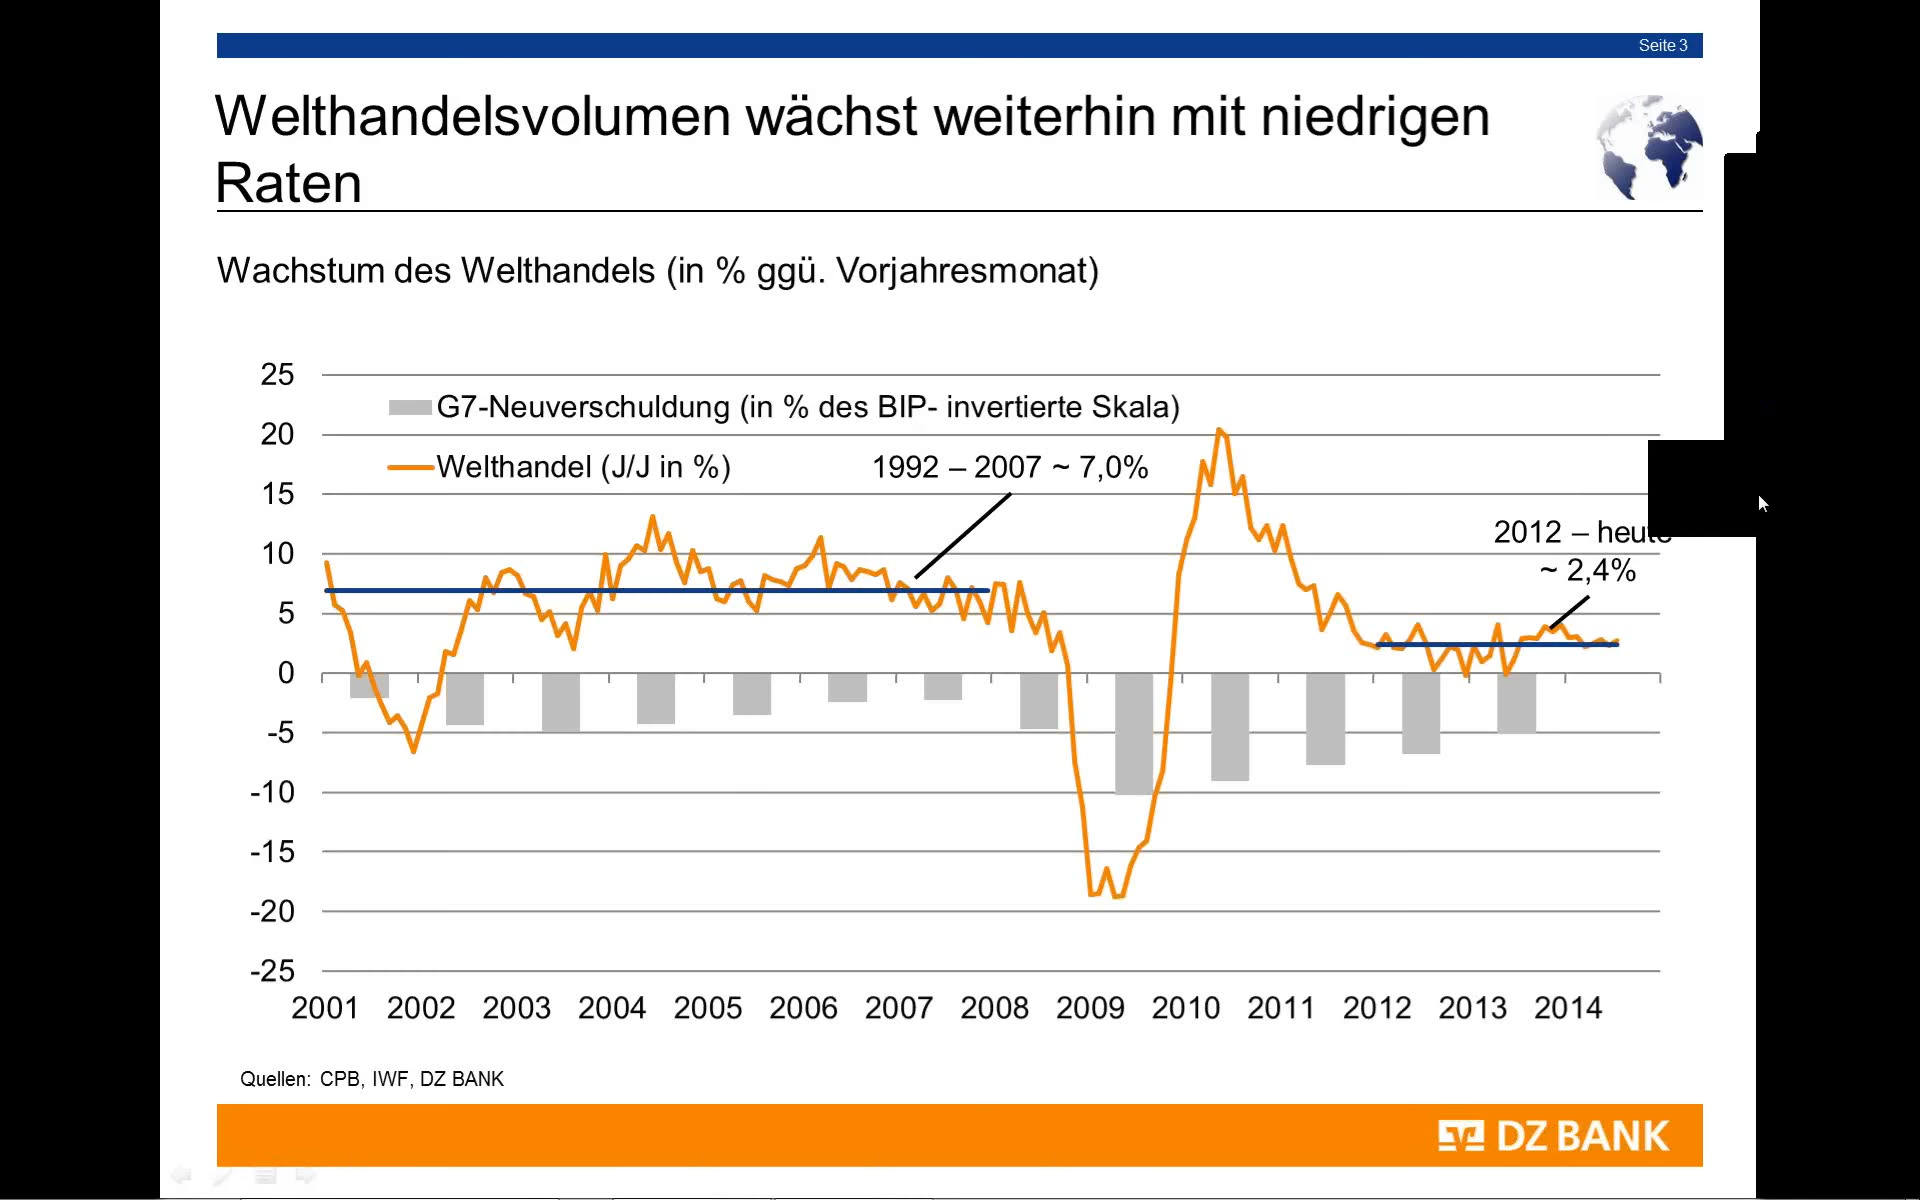 Seite 3
Welthandelsvolumen wächst weiterhin mit niedrigen
Raten
Wachstum des Welthandels (in % ggü. Vorjahresmonat)
25
G7-Neuverschuldung (in % des BIP- invertierte Skala)
20
Welthandel (J/J in %)
1992 – 2007 ~ 7,0%
15
2012 – heute
10
~ 2,4%
5
0
-5
-10
-15
-20
-25
2001 2002 2003 2004 2005 2006 2007 2008 2009 2010 2011 2012 2013 2014
Quellen: CPB, IWF, DZ BANK
DZ BANK